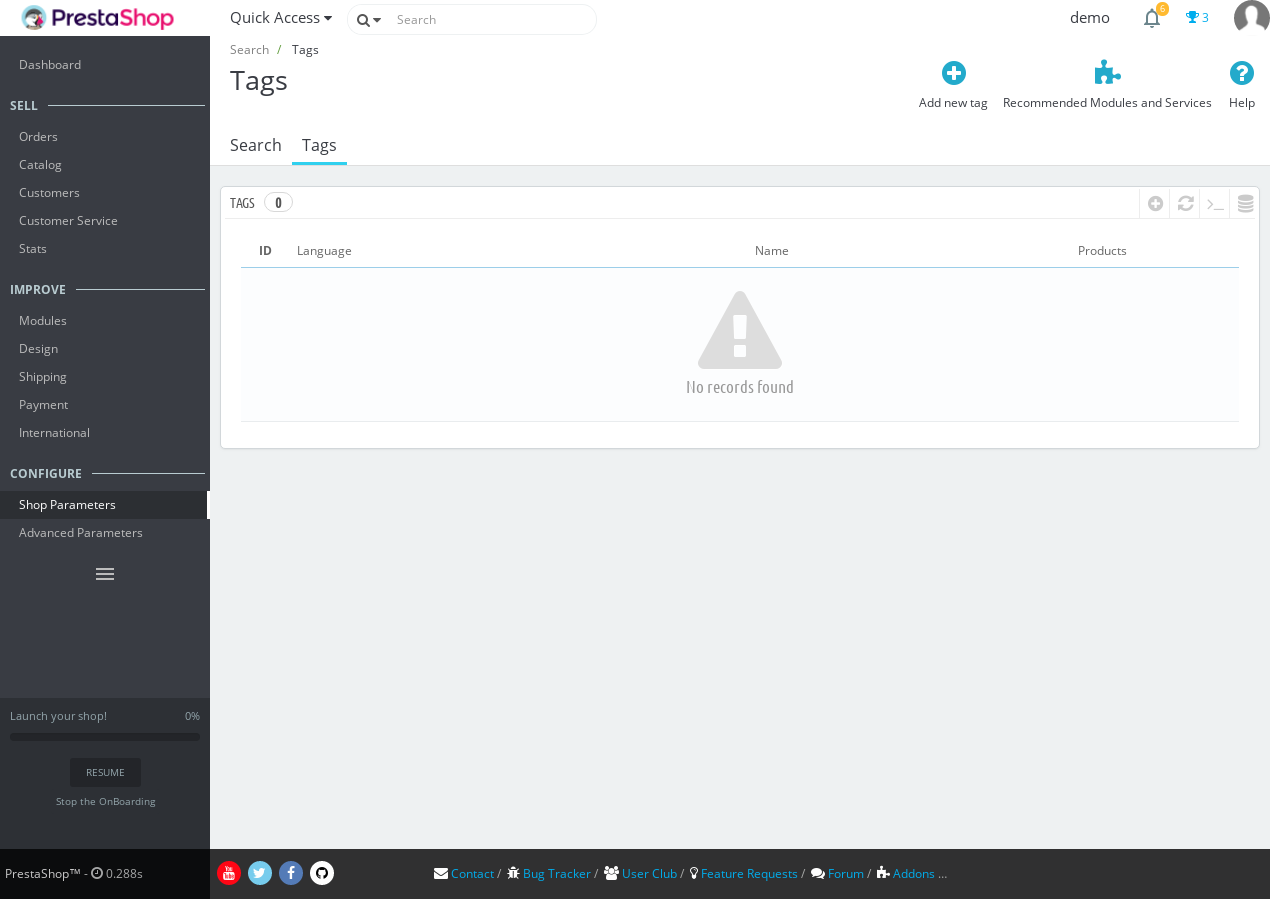 PrestaShop
Quick Access
Search
demo
6
3
Search / Tags
Tags
Add new tag
Recommended Modules and Services
Help
Search
Tags
Dashboard
SELL
Orders
Catalog
Customers
Customer Service
Stats
IMPROVE
Modules
Design
Shipping
Payment
International
CONFIGURE
Shop Parameters
Advanced Parameters
Launch your shop! 0%
RESUME
Stop the OnBoarding
TAGS 0
ID Language Name Products
No records found
PrestaShop™ - 0.288s
You Tube
Contact / Bug Tracker / User Club / Feature Requests / Forum / Addons ...